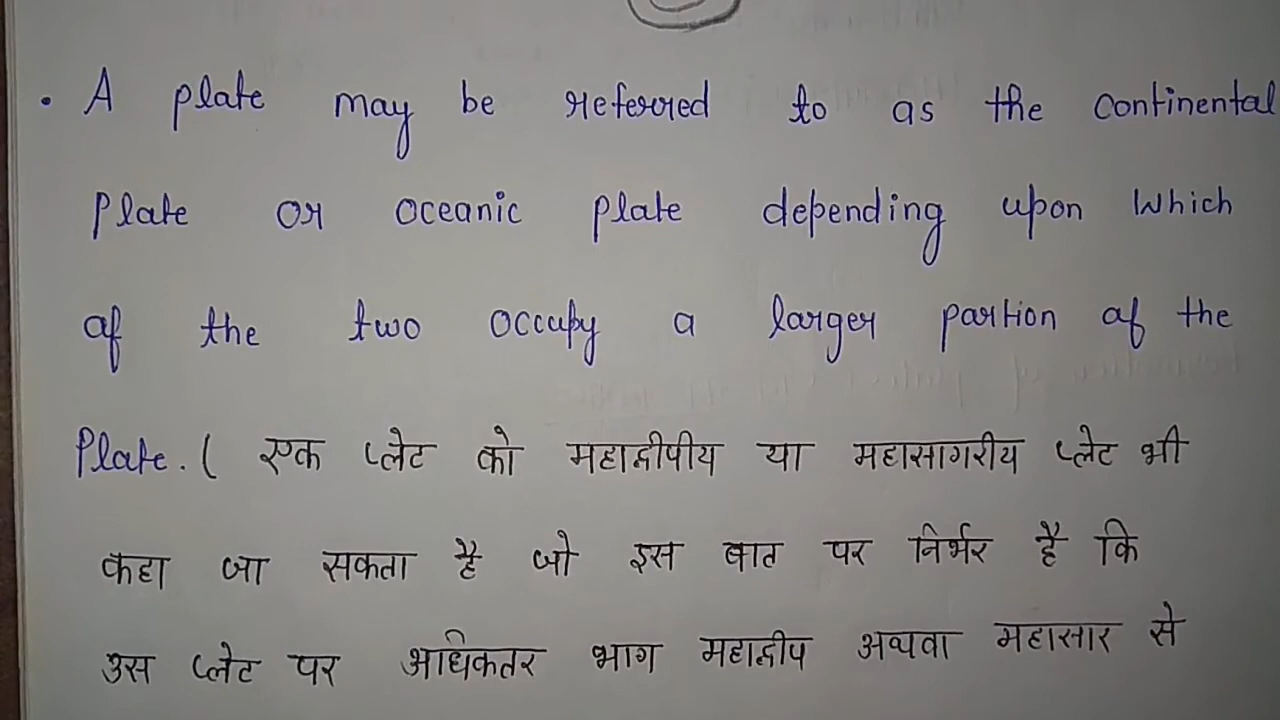 • A plate may be referred to as the continental
Plate or oceanic plate depending upon which
of the two occupy a larger partion of the
Plate. ( एक प्लेट को महाद्वीपीय या महासागरीय प्लेट भी
कहा जा सकता है जो इस बात पर निर्भर है कि
उस प्लेट पर अधिकतर भाग महाद्वीप अथवा महासार से